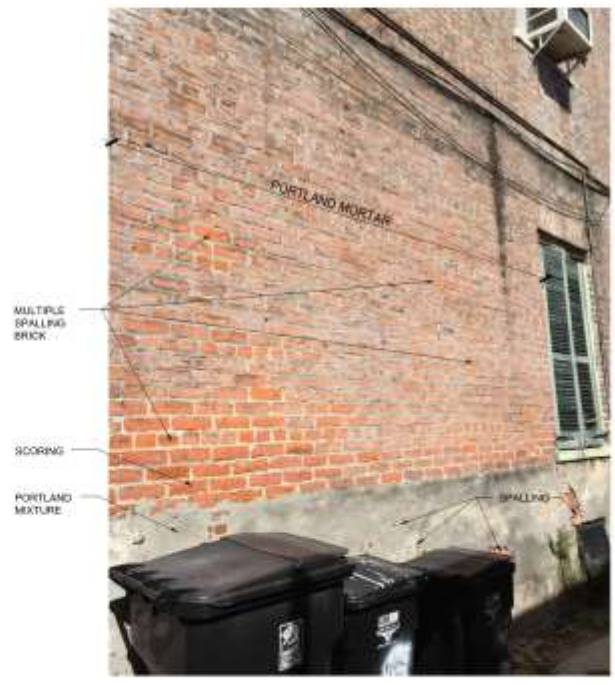 PORTLAND MORTAR
MULTIPLE
SPALLING
BRICK
SCORING
PORTLAND
MIXTURE
SPALLING